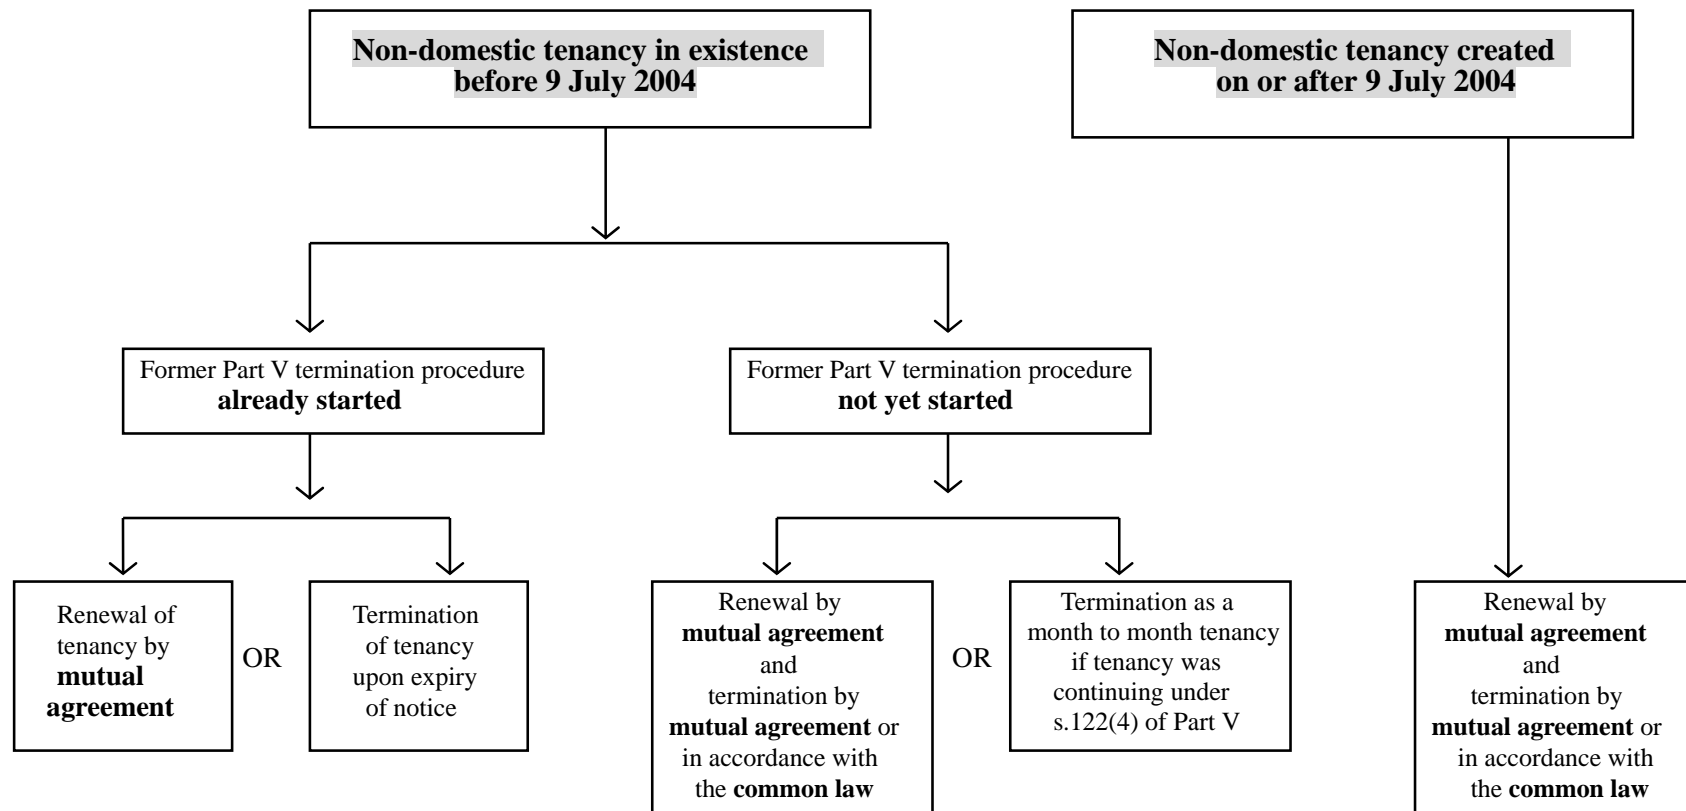 Non-domestic tenancy in existence
before 9 July 2004
Non-domestic tenancy created
on or after 9 July 2004
Former Part V termination procedure
already started
Former Part V termination procedure
not yet started
Renewal of
tenancy by
mutual
agreement
OR
Termination
of tenancy
upon expiry
of notice
Renewal by
mutual agreement
and
termination by
mutual agreement or
in accordance with
the common law
OR
Termination as a
month to month tenancy
if tenancy was
continuing under
s.122(4) of Part V
Renewal by
mutual agreement
and
termination by
mutual agreement or
in accordance with
the common law